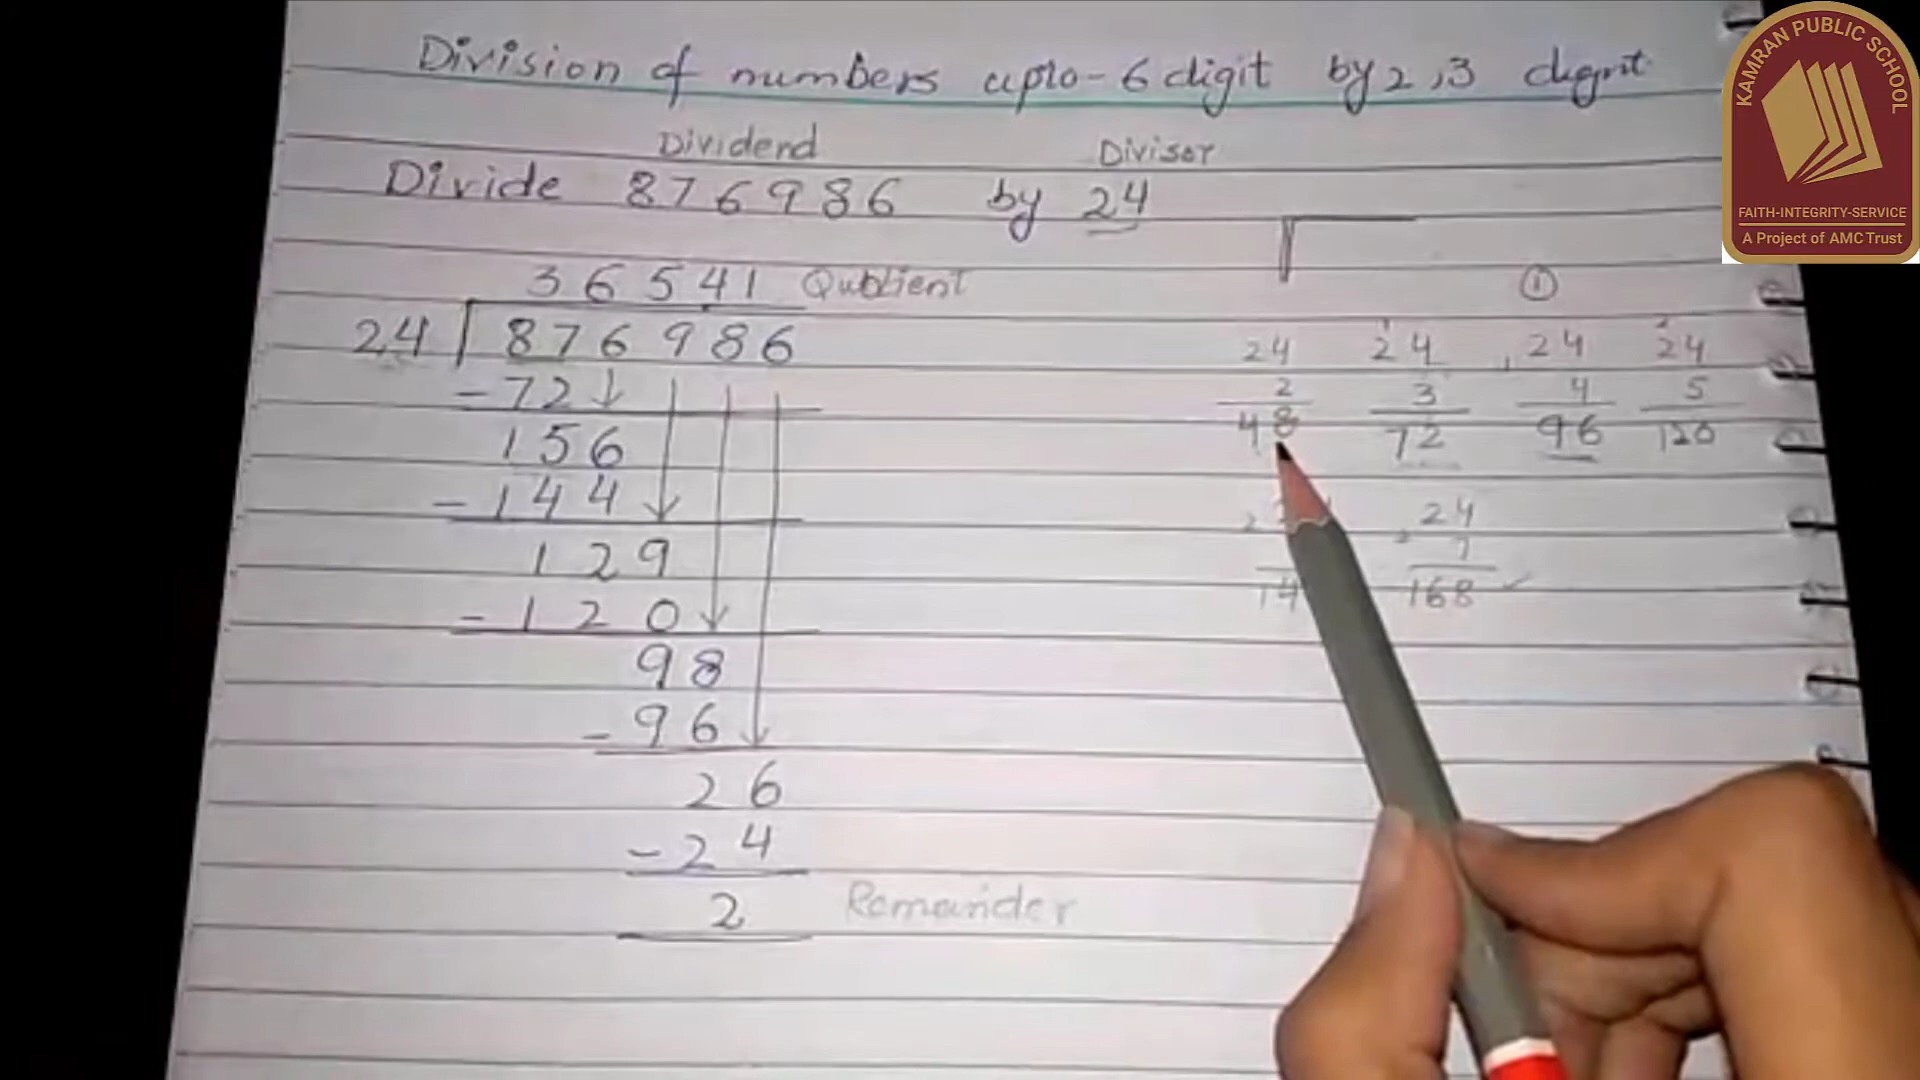 Division of numbers upto-6 digit by 2,3 digit
Dividend Divisor
Divide 876986 by 24
36541 Quotient
24 876986
-72
156
-144
129
-120
98
-96
26
-24
2 Remainder
1
24 24 24 24
2 3 4 5
48 72 96 120
24
7
14 168
KAMRAN PUBLIC SCHOOL
FAITH-INTEGRITY-SERVICE
A Project of AMC Trust